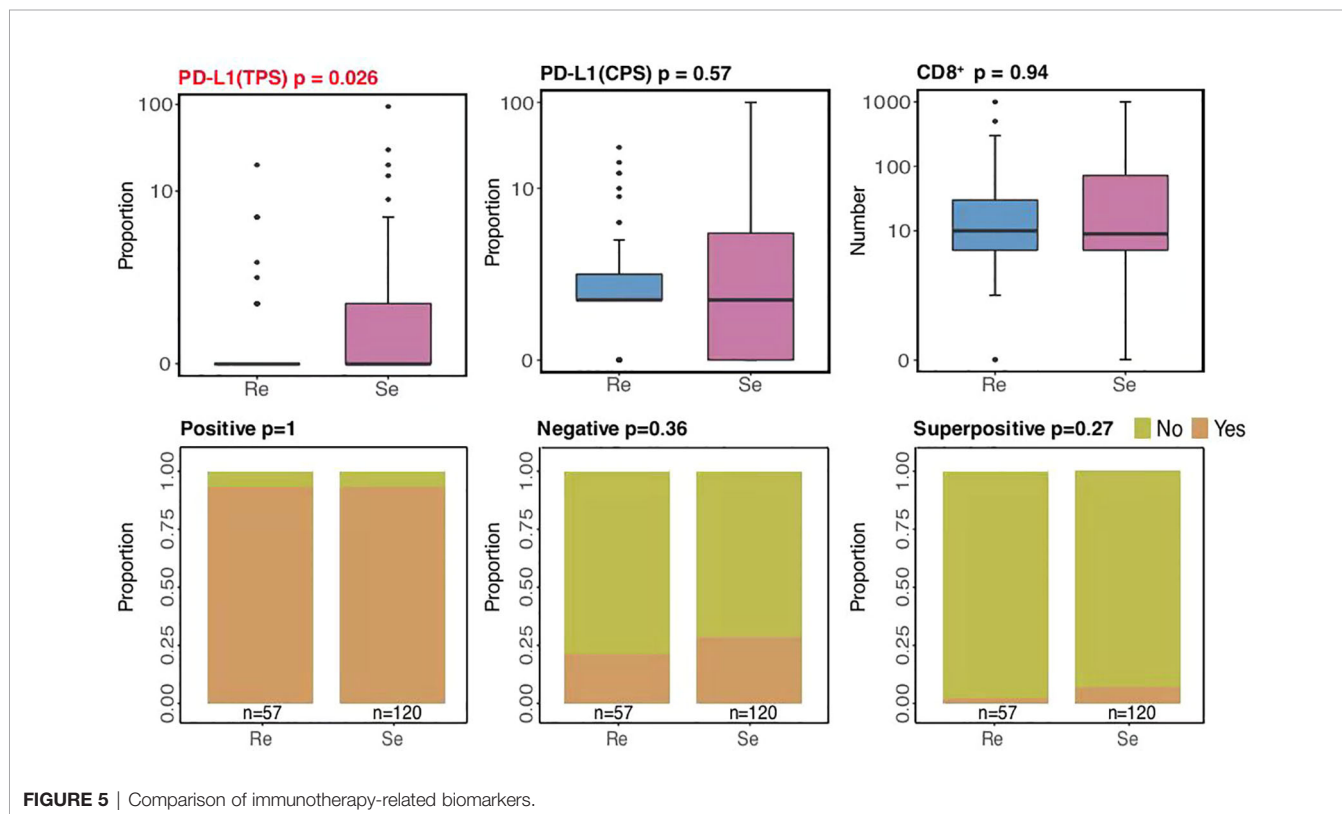 PD-L1(TPS) p = 0.026
PD-L1(CPS) p = 0.57
CD8⁺ p = 0.94
Proportion
100
10
0
Re
Se
Proportion
100
10
0
Re
Se
Number
1000
100
10
0
Re
Se
Positive p=1
Negative p=0.36
Superpositive p=0.27
No
Yes
Proportion
1.00
0.75
0.50
0.25
0.00
n=57
n=120
Re
Se
Proportion
1.00
0.75
0.50
0.25
0.00
n=57
n=120
Re
Se
Proportion
1.00
0.75
0.50
0.25
0.00
n=57
n=120
Re
Se
FIGURE 5 | Comparison of immunotherapy-related biomarkers.